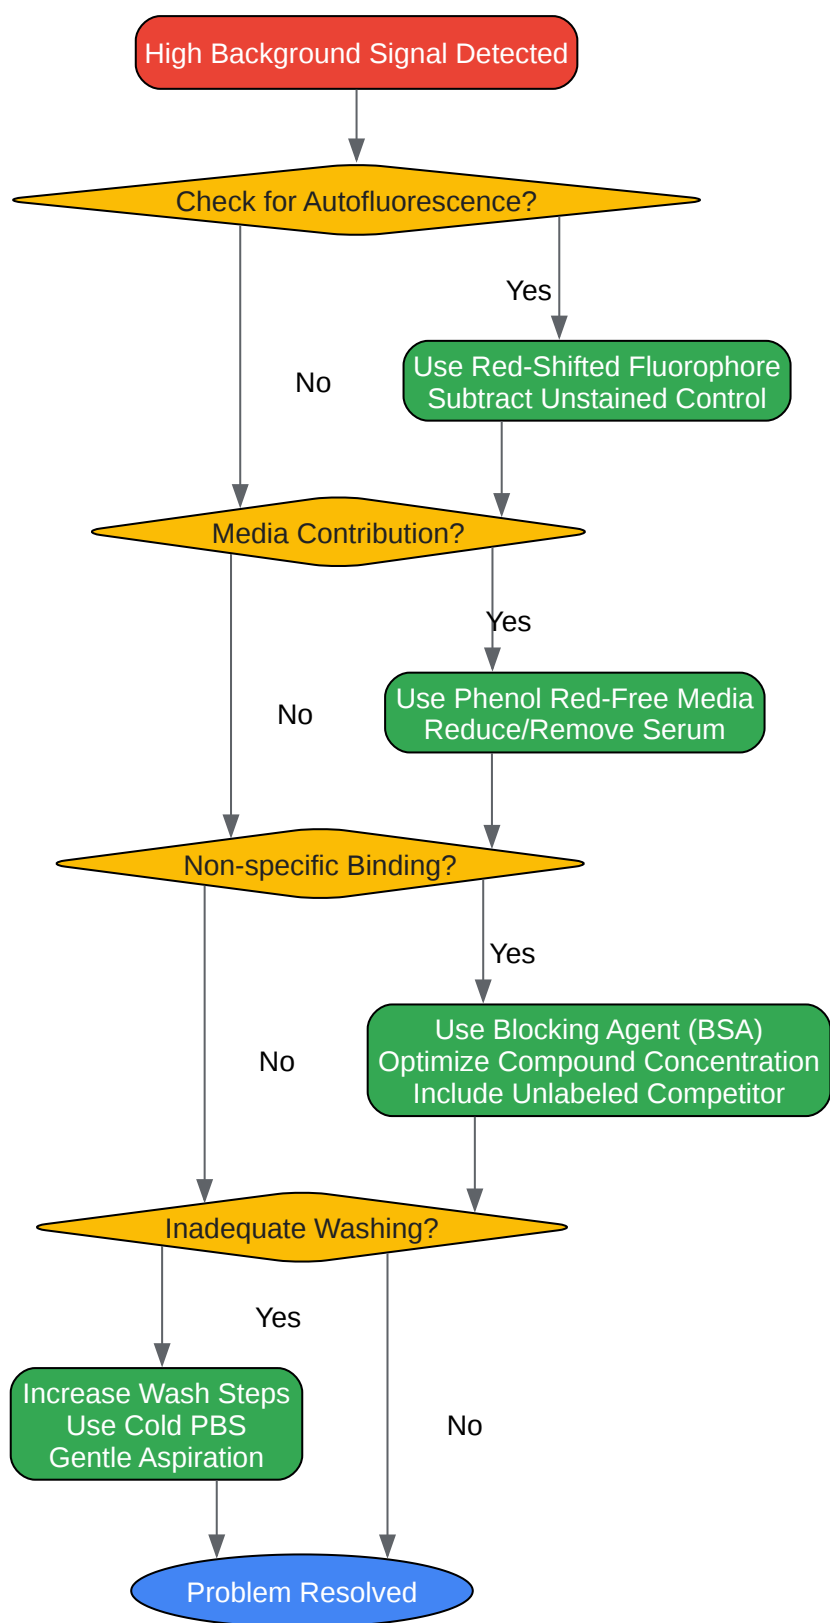 High Background Signal Detected
Check for Autofluorescence?
Yes
Use Red-Shifted Fluorophore
Subtract Unstained Control
No
Media Contribution?
Yes
Use Phenol Red-Free Media
Reduce/Remove Serum
No
Non-specific Binding?
Yes
Use Blocking Agent (BSA)
Optimize Compound Concentration
Include Unlabeled Competitor
No
Inadequate Washing?
Yes
Increase Wash Steps
Use Cold PBS
Gentle Aspiration
No
Problem Resolved